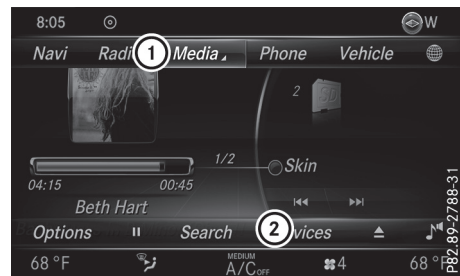 8:05 W
Navi Radi 1 Media Phone Vehicle
2
1/2 Skin
04:15 00:45
Beth Hart
Options Search 2 vices
68 °F MEDIUM A/C OFF 4 68 °F
P82.89-2788-31